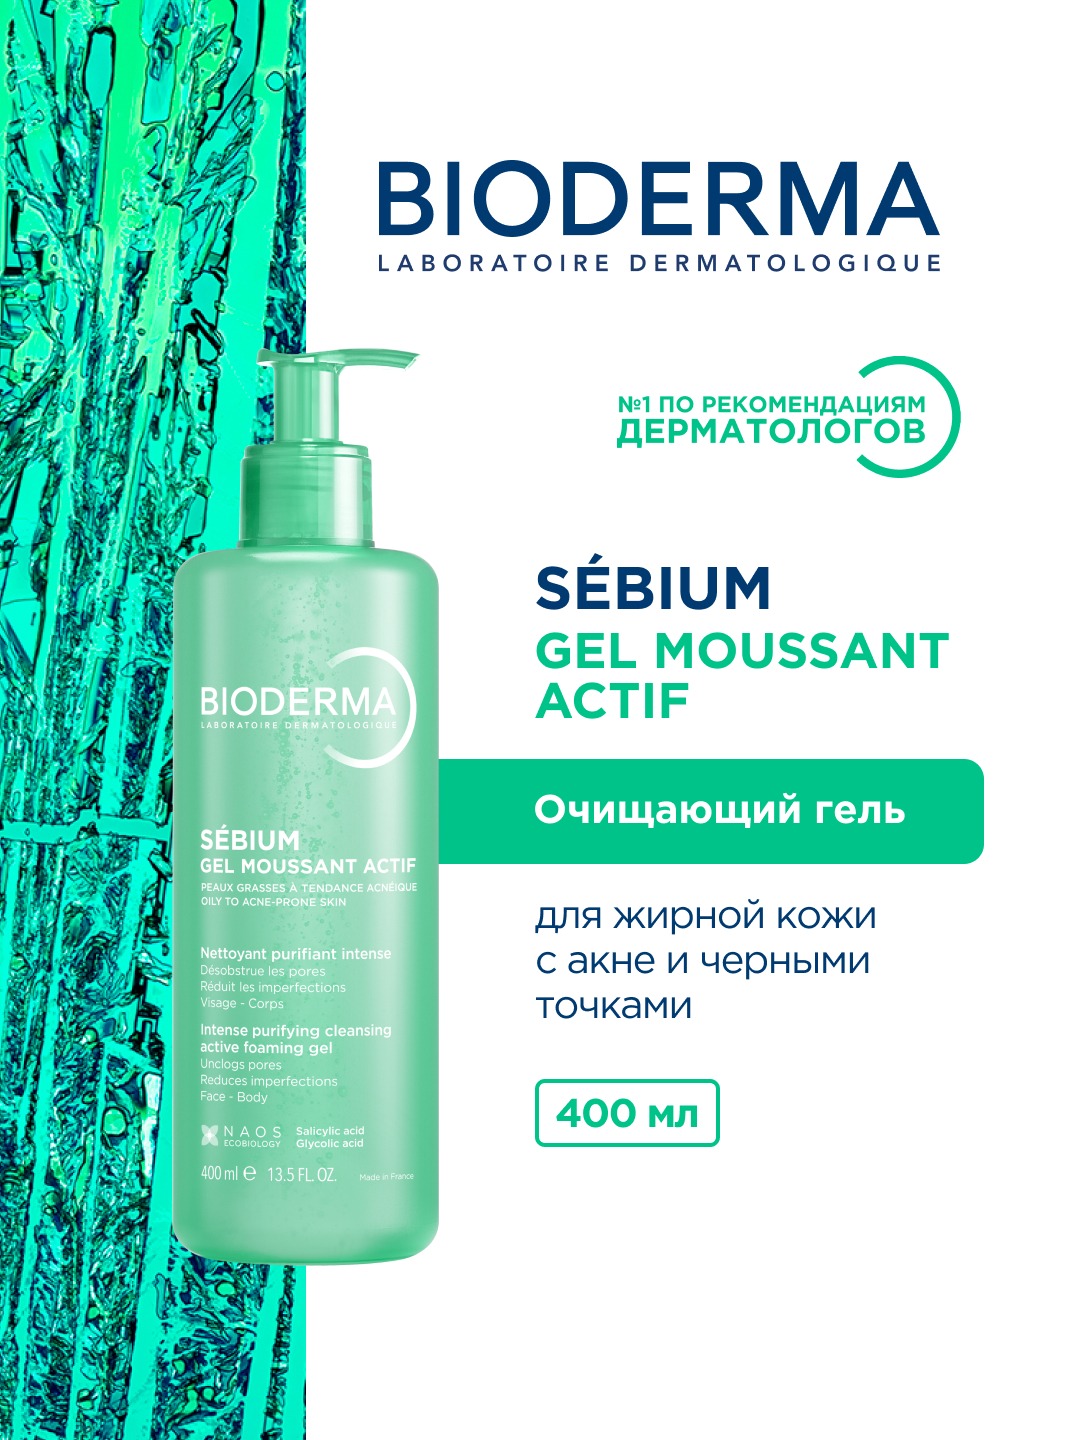 BIODERMA
LABORATOIRE DERMATOLOGIQUE
№1 ПО РЕКОМЕНДАЦИЯМ
ДЕРМАТОЛОГОВ
SÉBIUM
GEL MOUSSANT
ACTIF
Очищающий гель
для жирной кожи
с акне и черными
точками
400 мл
BIODERMA
LABORATOIRE DERMATOLOGIQUE
SÉBIUM
GEL MOUSSANT ACTIF
PEAUX GRASSES À TENDANCE ACNÉIQUE
OILY TO ACNE-PRONE SKIN
Nettoyant purifiant intense
Désobstrue les pores
Réduit les imperfections
Visage - Corps
Intense purifying cleansing
active foaming gel
Unclogs pores
Reduces imperfections
Face - Body
NAOS
ECOBIOLOGY
Salicylic acid
Glycolic acid
400 ml ℮ 13.5 FL. OZ.
Made in France